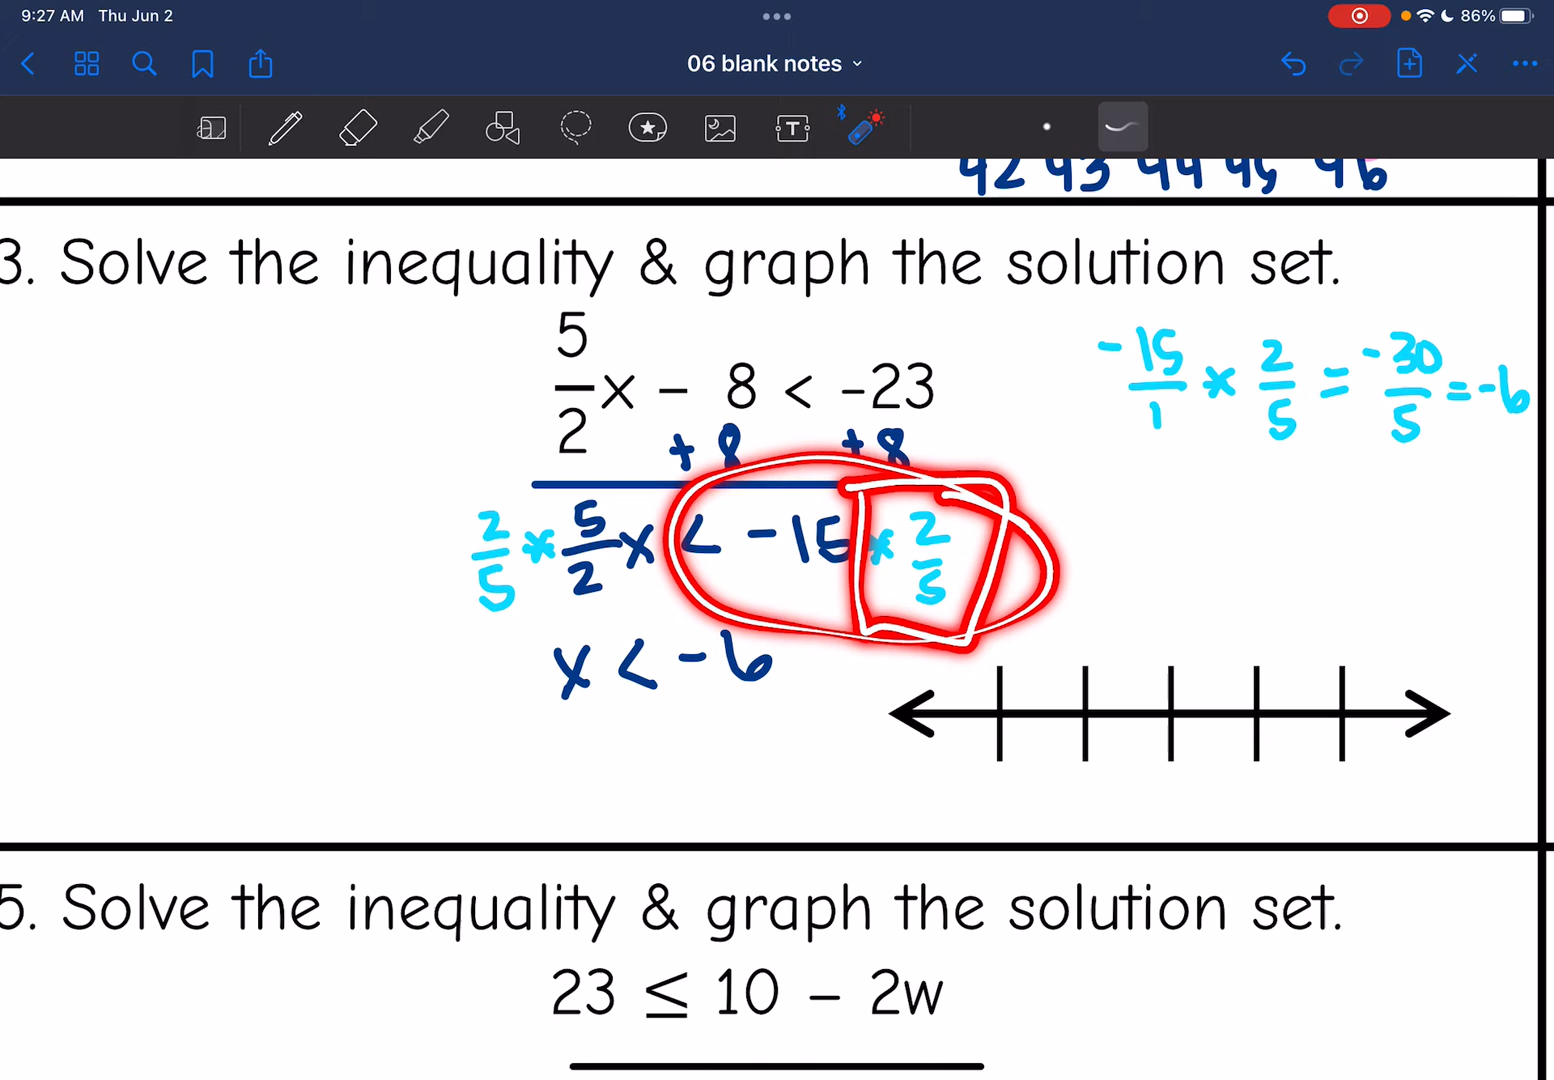 9:27 AM Thu Jun 2
86%
06 blank notes
42 43 44 45 46
3. Solve the inequality & graph the solution set.
5/2 x - 8 < -23
+ 8 + 8
2/5 * 5/2 x < -15 * 2/5
x < -6
-15/1 * 2/5 = -30/5 = -6
5. Solve the inequality & graph the solution set.
23 ≤ 10 - 2w